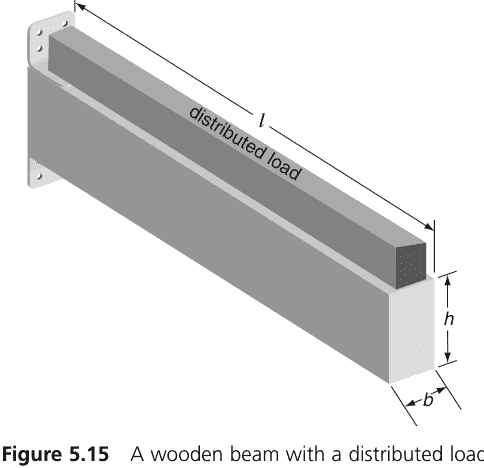 l
distributed load
h
b
Figure 5.15 A wooden beam with a distributed load